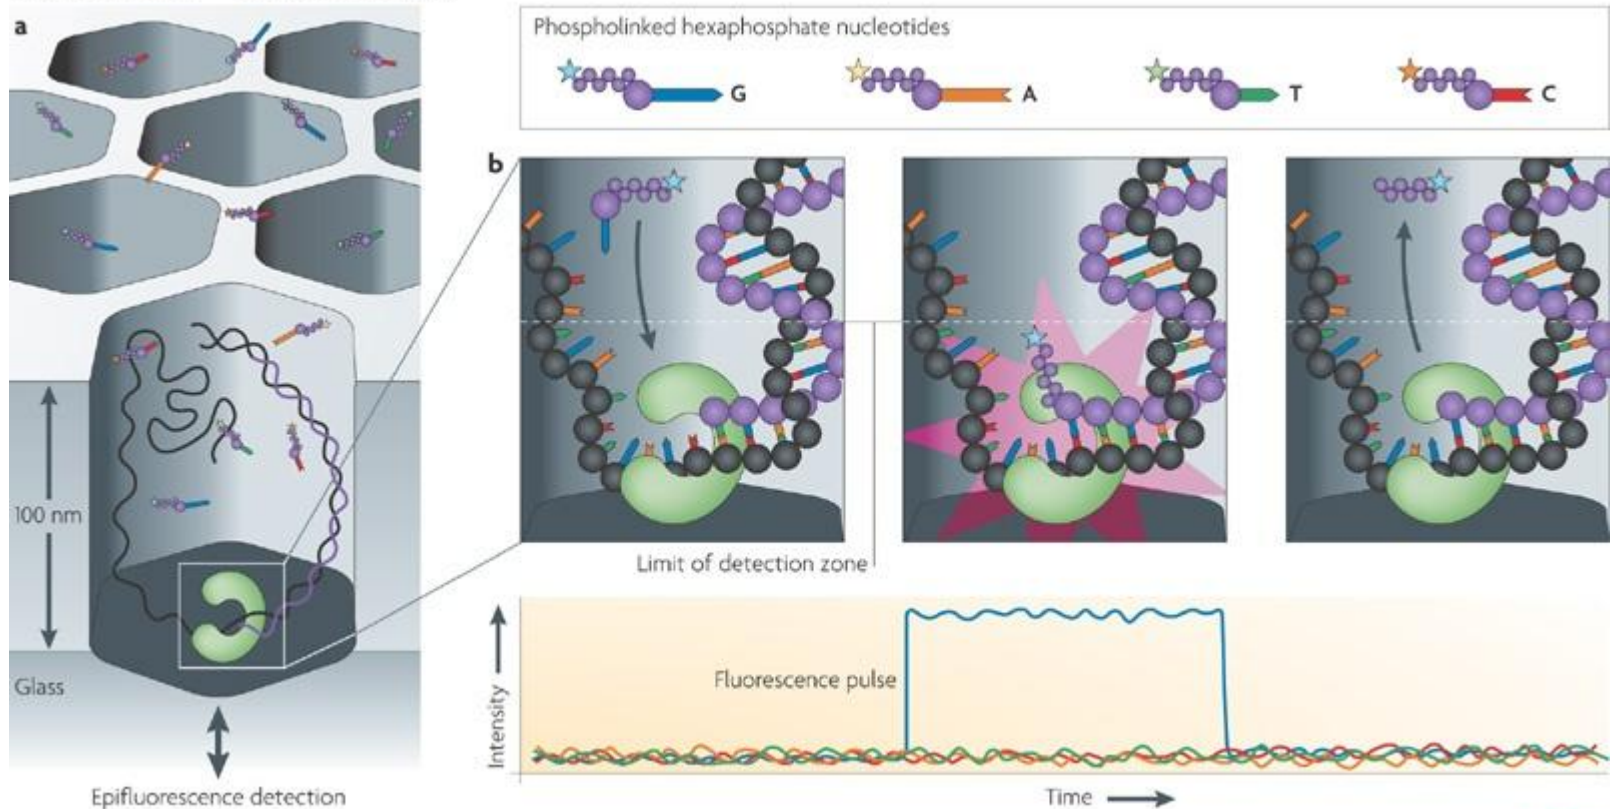 a
Phospholinked hexaphosphate nucleotides
G
A
T
C
b
100 nm
Glass
Epifluorescence detection
Limit of detection zone
Intensity
Fluorescence pulse
Time